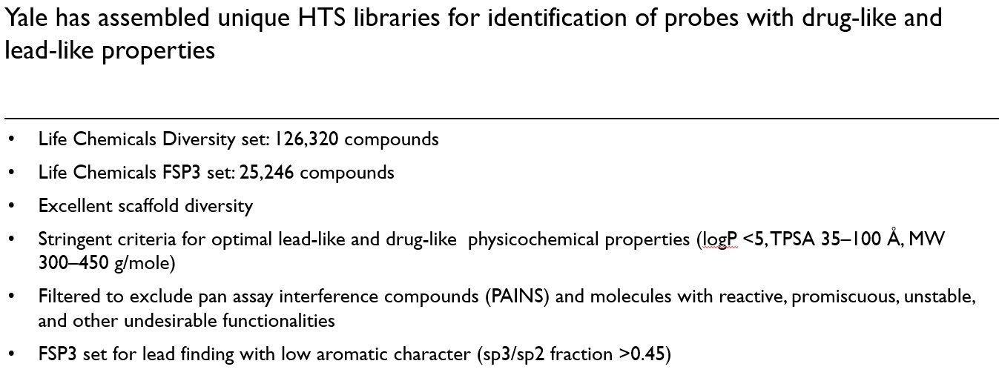 Yale has assembled unique HTS libraries for identification of probes with drug-like and
lead-like properties
• Life Chemicals Diversity set: 126,320 compounds
• Life Chemicals FSP3 set: 25,246 compounds
• Excellent scaffold diversity
• Stringent criteria for optimal lead-like and drug-like  physicochemical properties (logP <5, TPSA 35–100 Å, MW
300–450 g/mole)
• Filtered to exclude pan assay interference compounds (PAINS) and molecules with reactive, promiscuous, unstable,
and other undesirable functionalities
• FSP3 set for lead finding with low aromatic character (sp3/sp2 fraction >0.45)